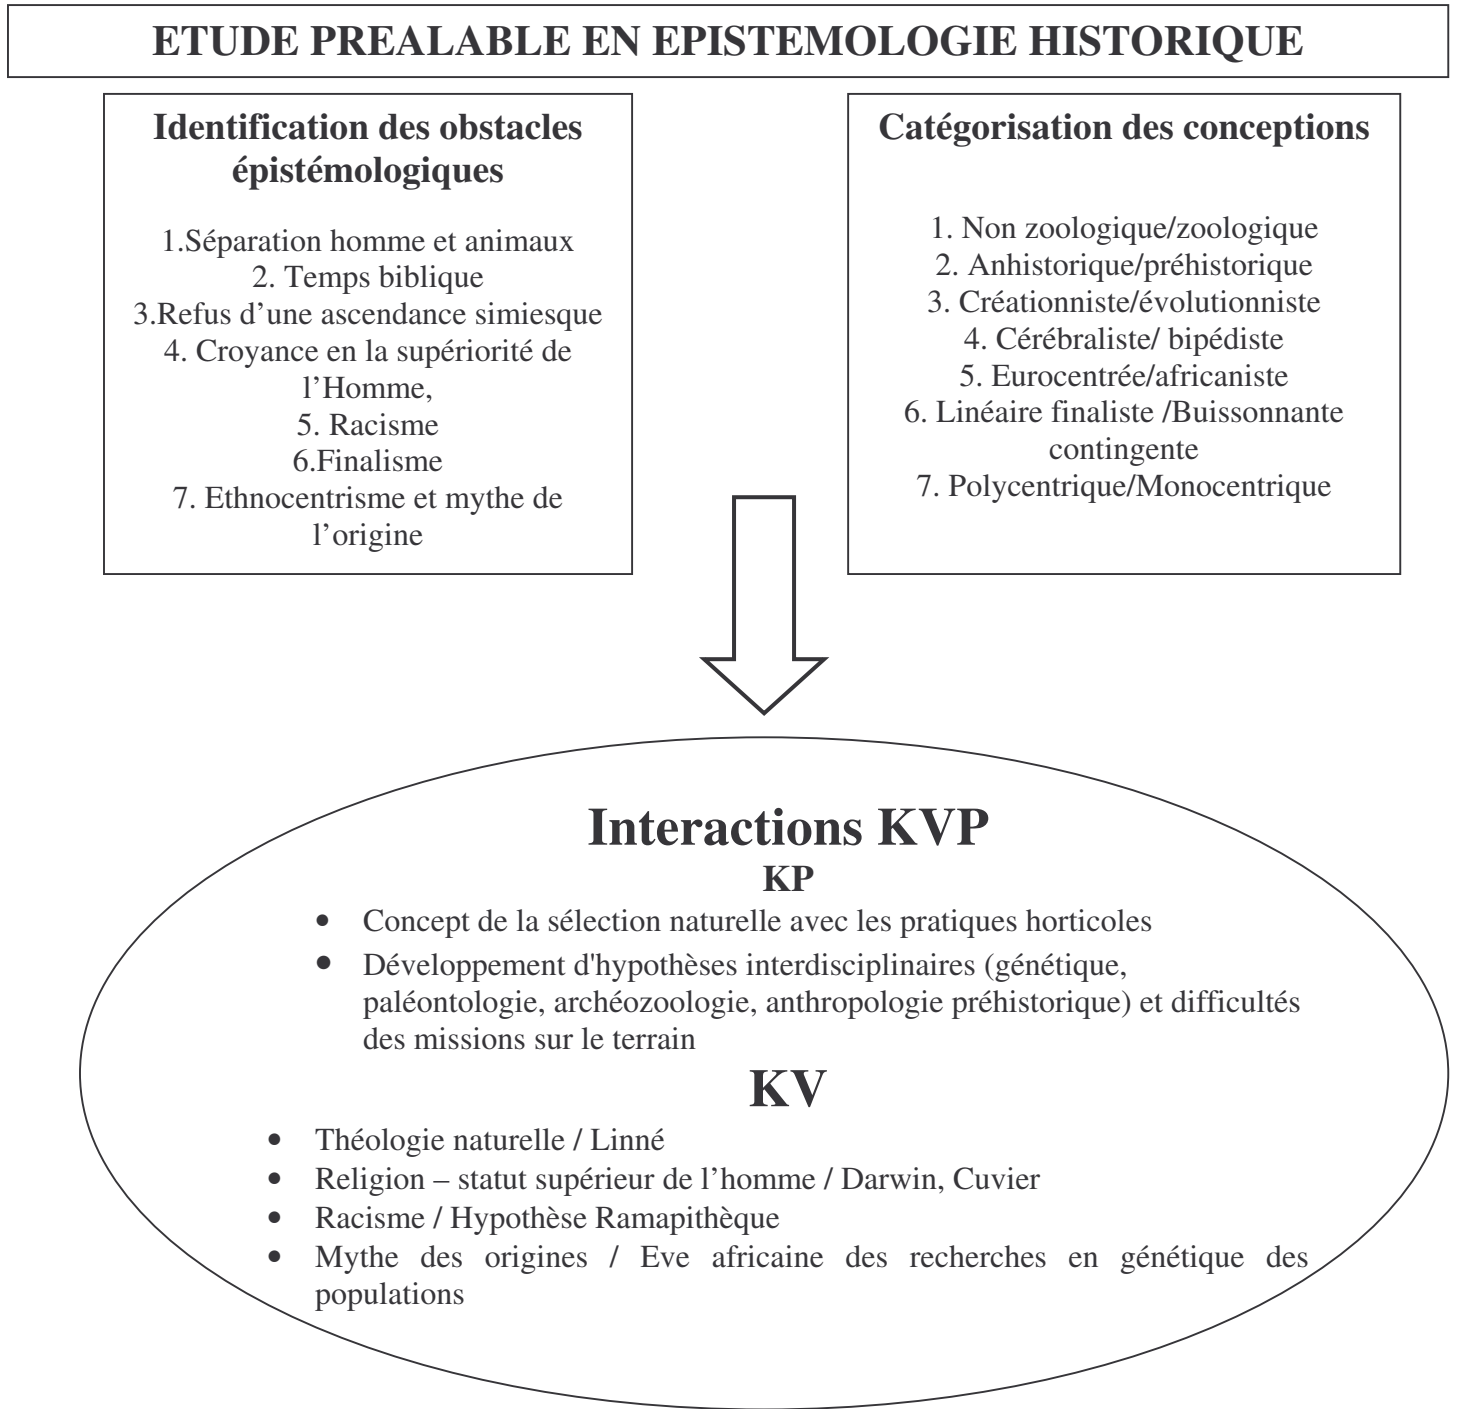 ETUDE PREALABLE EN EPISTEMOLOGIE HISTORIQUE
Identification des obstacles
épistémologiques
1.Séparation homme et animaux
2. Temps biblique
3.Refus d’une ascendance simiesque
4. Croyance en la supériorité de
l’Homme,
5. Racisme
6.Finalisme
7. Ethnocentrisme et mythe de
l’origine
Catégorisation des conceptions
1. Non zoologique/zoologique
2. Anhistorique/préhistorique
3. Créationniste/évolutionniste
4. Cérébraliste/ bipédiste
5. Eurocentrée/africaniste
6. Linéaire finaliste /Buissonnante
contingente
7. Polycentrique/Monocentrique
Interactions KVP
KP
• Concept de la sélection naturelle avec les pratiques horticoles
• Développement d'hypothèses interdisciplinaires (génétique,
paléontologie, archéozoologie, anthropologie préhistorique) et difficultés
des missions sur le terrain
KV
• Théologie naturelle / Linné
• Religion – statut supérieur de l’homme / Darwin, Cuvier
• Racisme / Hypothèse Ramapithèque
• Mythe des origines / Eve africaine des recherches en génétique des
populations